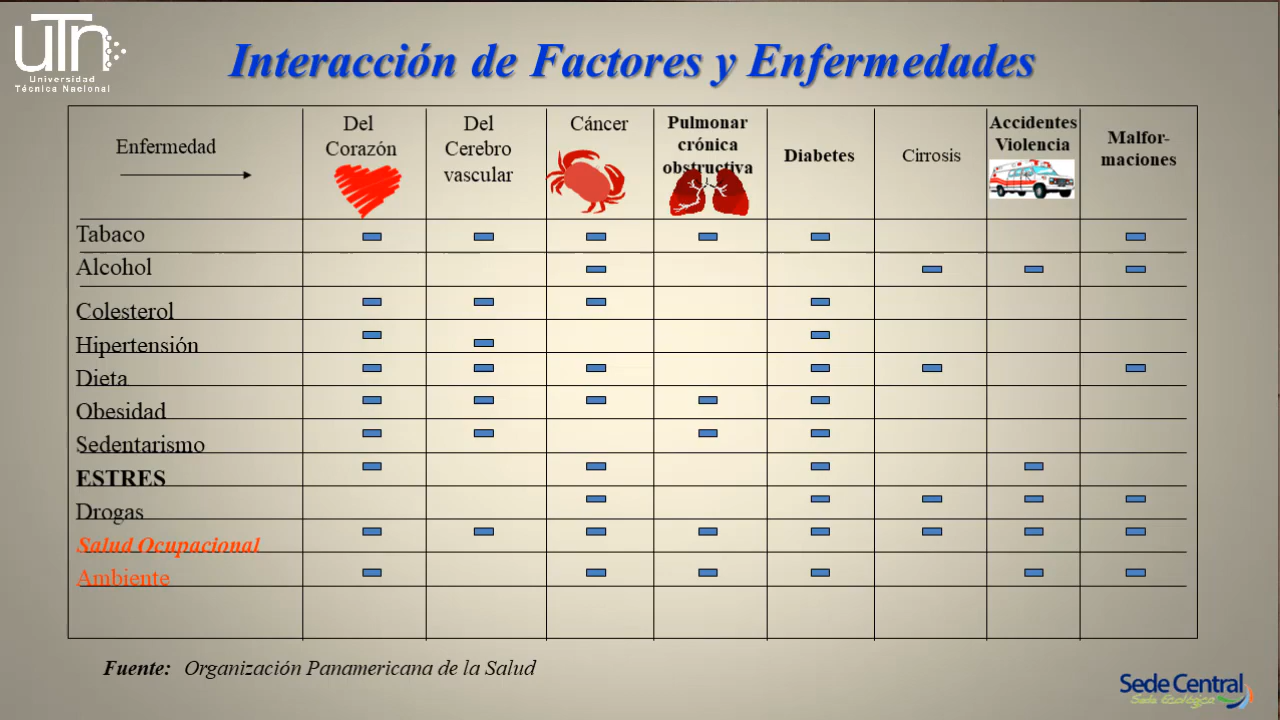 UTn
Universidad
Técnica Nacional
Interacción de Factores y Enfermedades
Enfermedad
Del
Corazón
Del
Cerebro
vascular
Cáncer
Pulmonar
crónica
obstructiva
Diabetes
Cirrosis
Accidentes
Violencia
Malfor-
maciones
Tabaco
Alcohol
Colesterol
Hipertensión
Dieta
Obesidad
Sedentarismo
ESTRES
Drogas
Salud Ocupacional
Ambiente
Fuente: Organización Panamericana de la Salud
Sede Central
Sede Ecológica